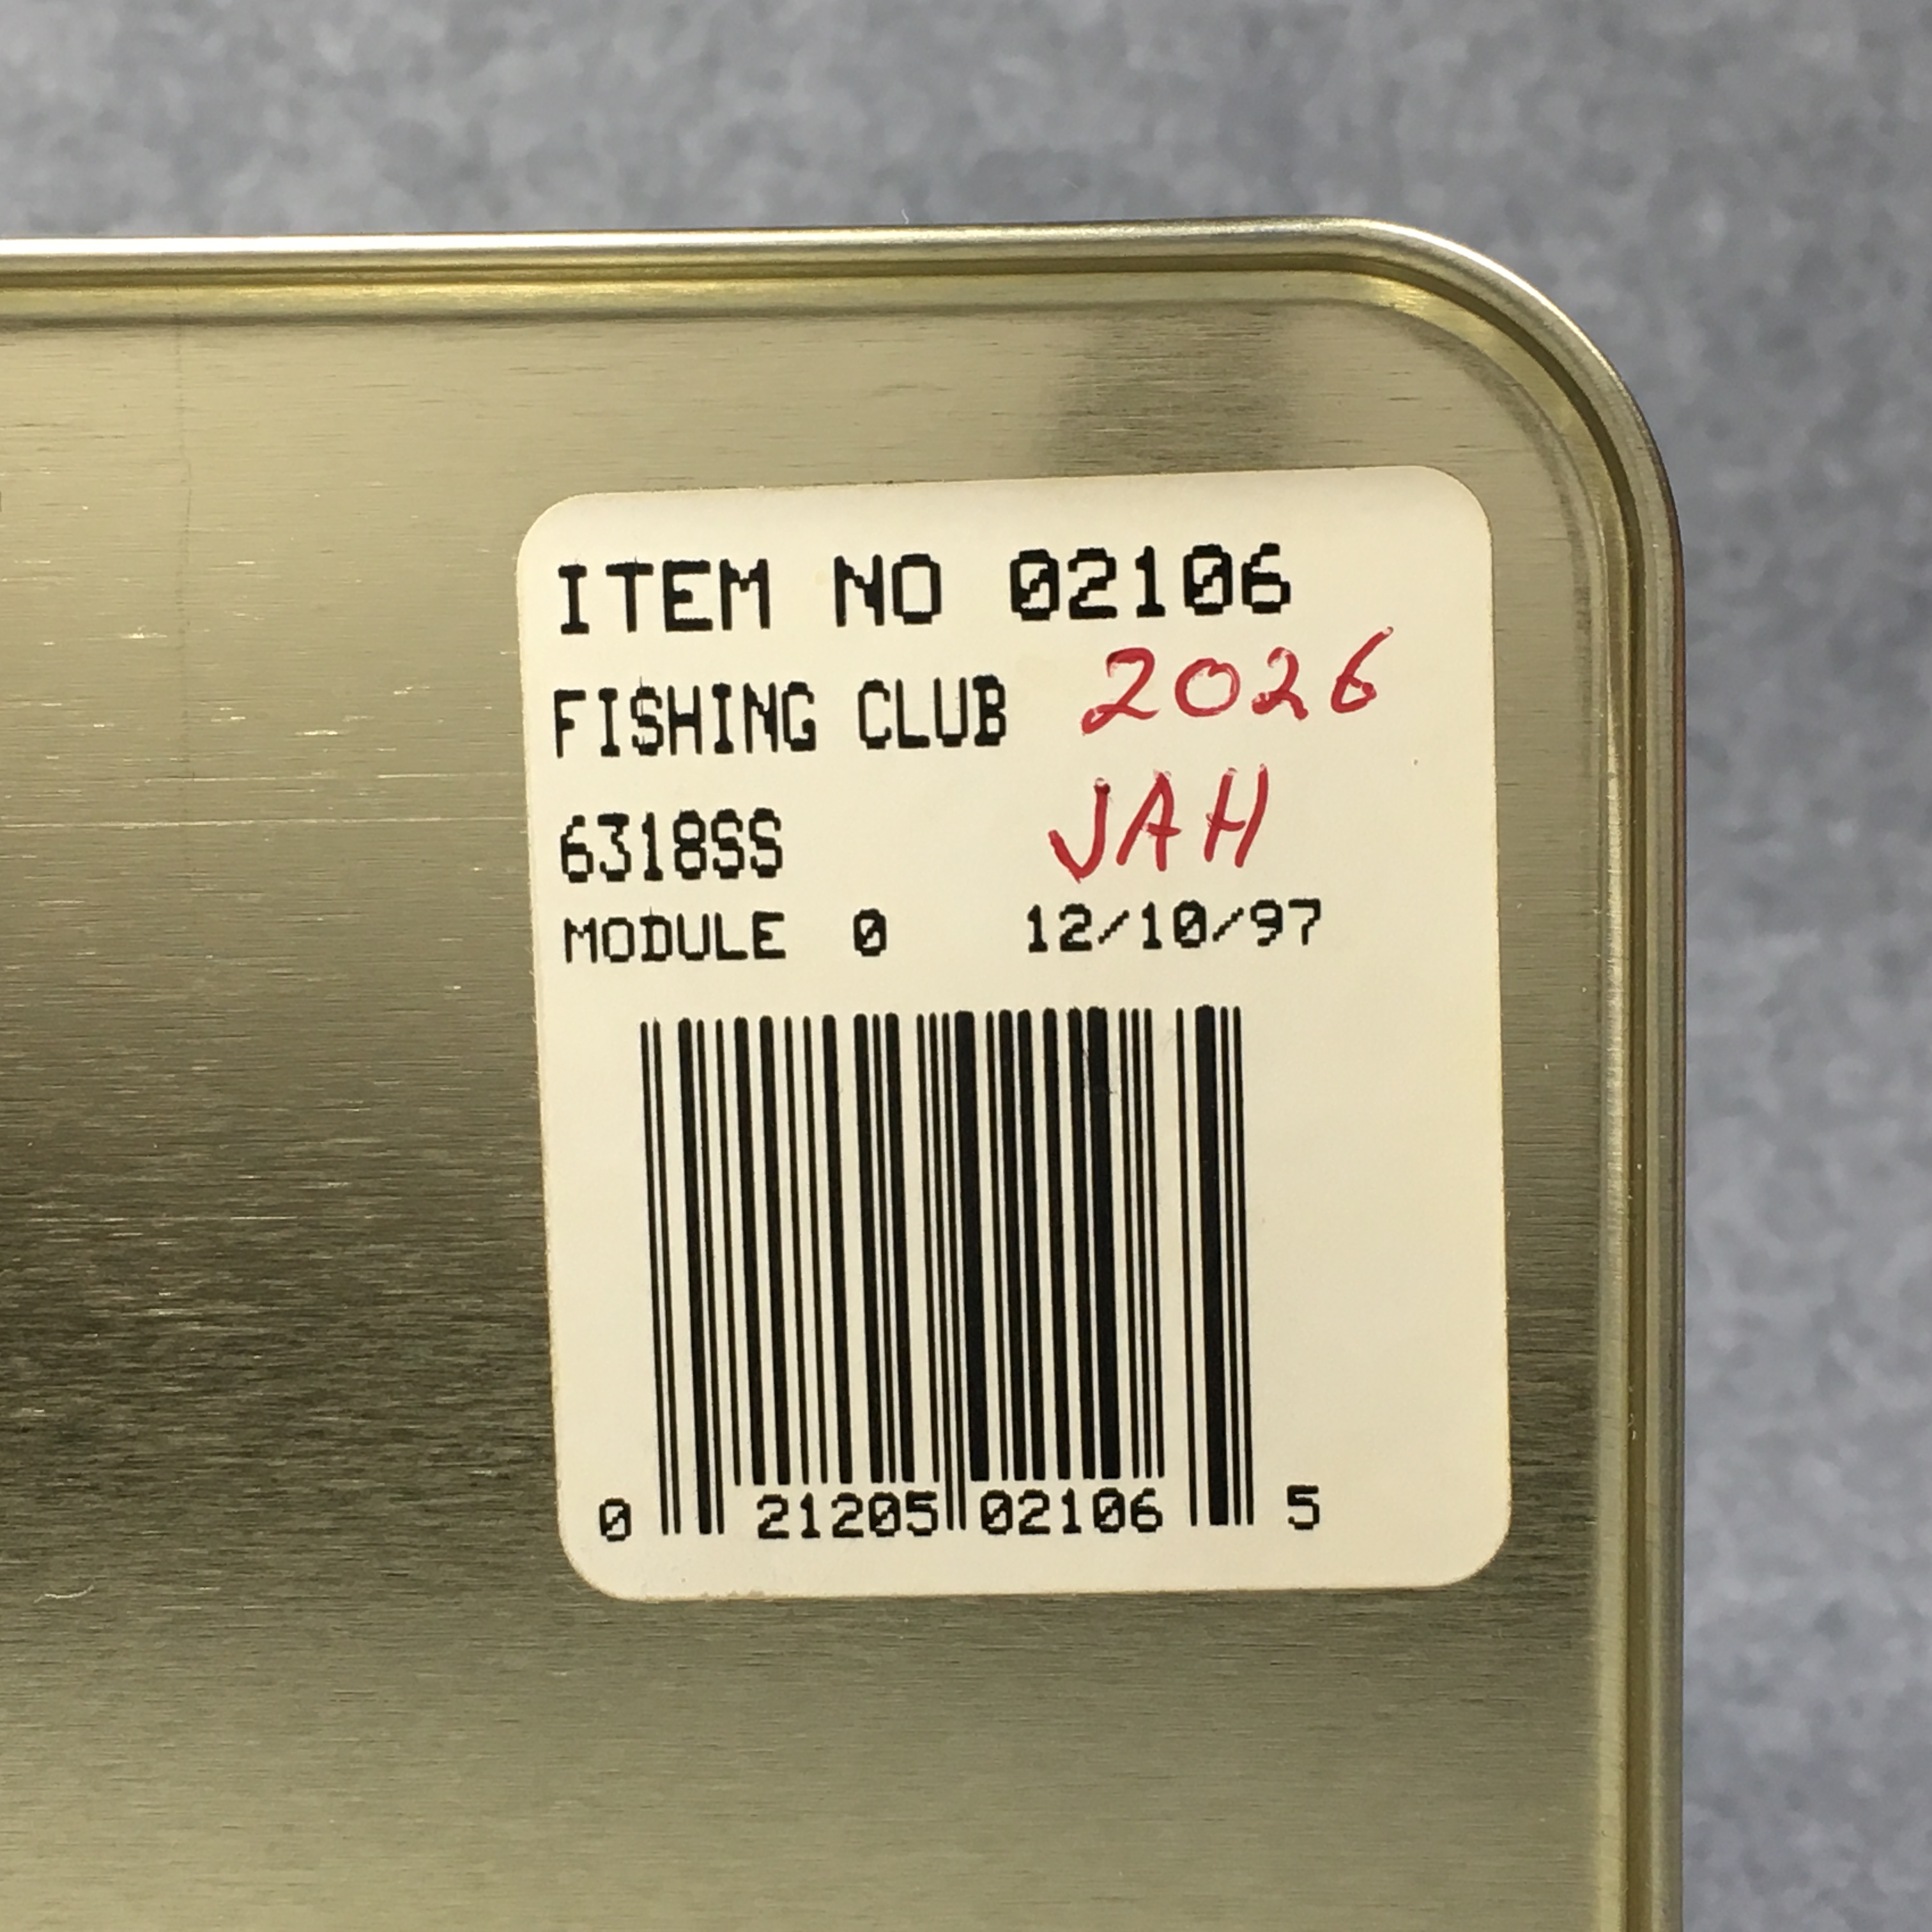 ITEM NO 02106
FISHING CLUB 2026
6318SS JAH
MODULE 0 12/10/97
0 21205 02106 5